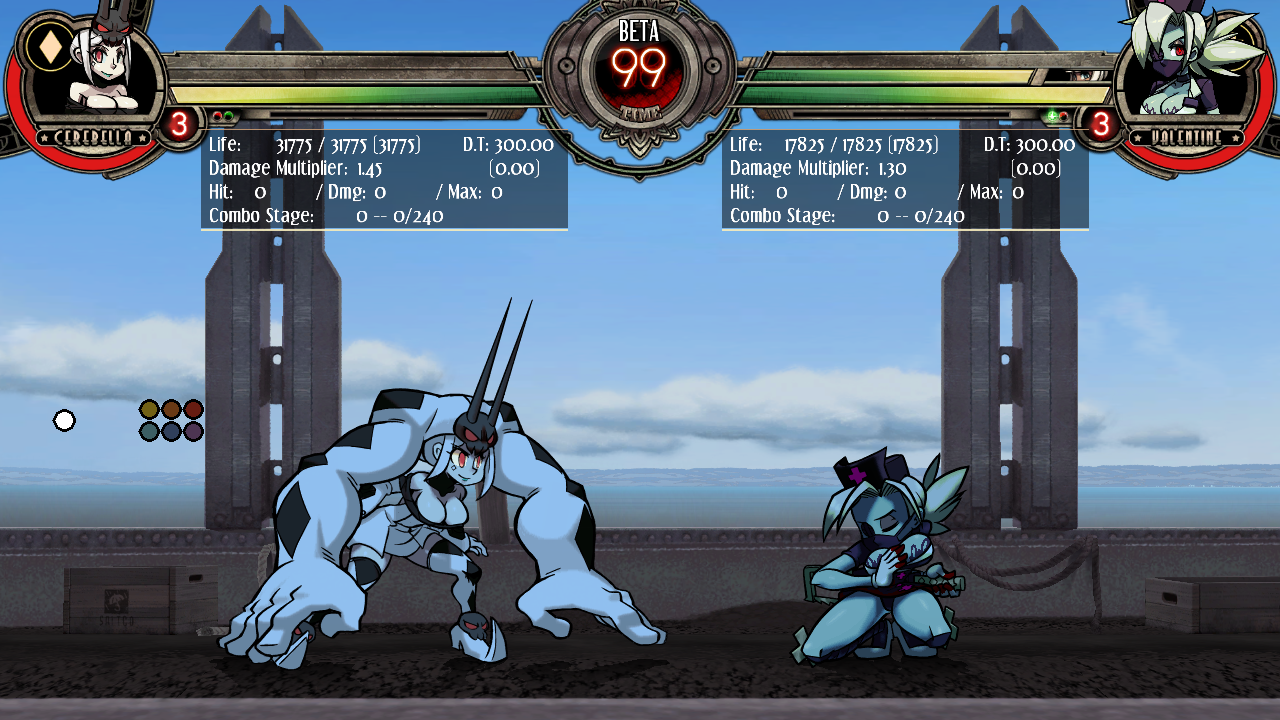 BETA
99
TIME
CEREBELLA
3
3
VALENTINE
Life: 31775 / 31775 (31775) D.T: 300.00
Damage Multiplier: 1.45 (0.00)
Hit: 0 / Dmg: 0 / Max: 0
Combo Stage: 0 -- 0/240
Life: 17825 / 17825 (17825) D.T: 300.00
Damage Multiplier: 1.30 (0.00)
Hit: 0 / Dmg: 0 / Max: 0
Combo Stage: 0 -- 0/240